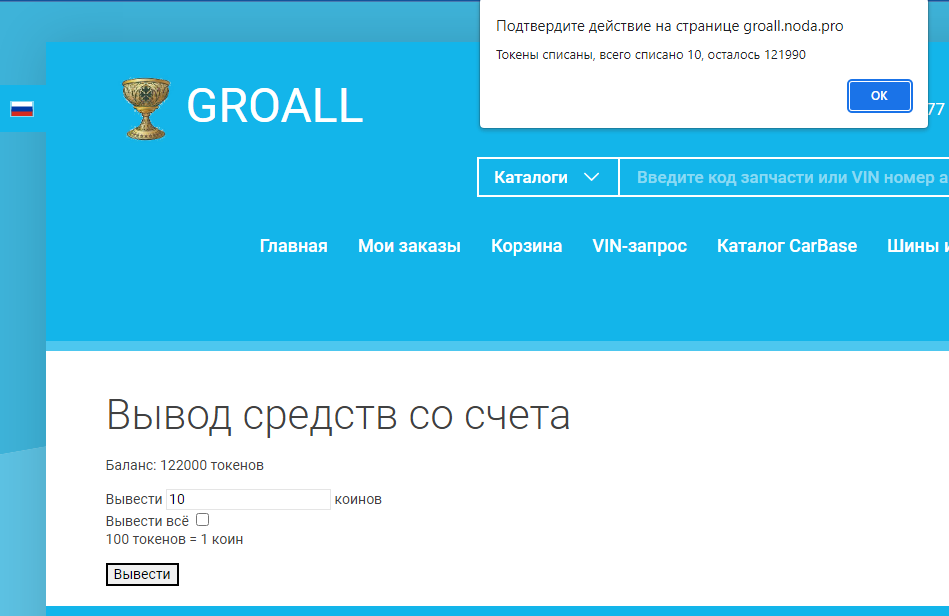 Подтвердите действие на странице groall.noda.pro
Токены списаны, всего списано 10, осталось 121990
ОК
GROALL
77
Каталоги
Введите код запчасти или VIN номер а
Главная Мои заказы Корзина VIN-запрос Каталог CarBase Шины и
Вывод средств со счета
Баланс: 122000 токенов
Вывести 10 коинов
Вывести всё
100 токенов = 1 коин
Вывести